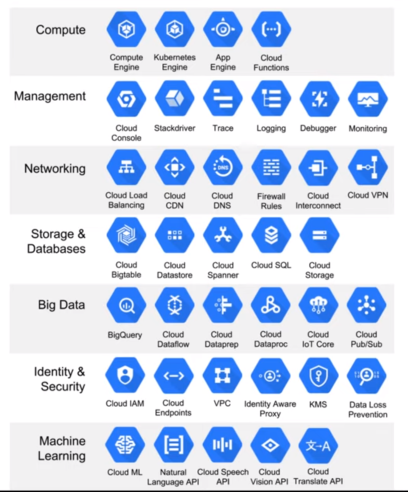 Compute
Compute Engine
Kubernetes Engine
App Engine
Cloud Functions
Management
Cloud Console
Stackdriver
Trace
Logging
Debugger
Monitoring
Networking
Cloud Load Balancing
Cloud CDN
DNS
Cloud DNS
Firewall Rules
Cloud Interconnect
Cloud VPN
Storage & Databases
Cloud Bigtable
Cloud Datastore
Cloud Spanner
Cloud SQL
Cloud Storage
Big Data
BigQuery
Cloud Dataflow
Cloud Dataprep
Cloud Dataproc
Cloud IoT Core
Cloud Pub/Sub
Identity & Security
Cloud IAM
Cloud Endpoints
VPC
Identity Aware Proxy
KMS
Data Loss Prevention
Machine Learning
Cloud ML
Natural Language API
Cloud Speech API
Cloud Vision API
文→A
Cloud Translate API